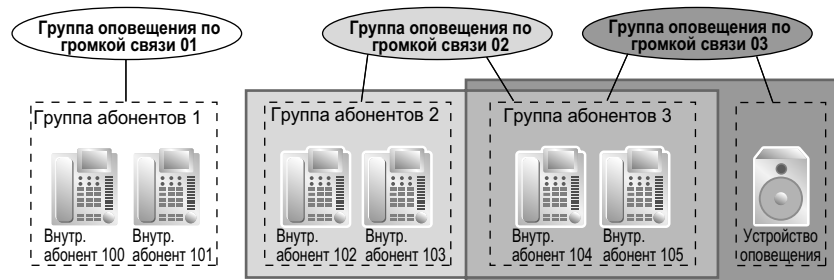 Группа оповещения по
громкой связи 01
Группа оповещения по
громкой связи 02
Группа оповещения по
громкой связи 03
Группа абонентов 1
Группа абонентов 2
Группа абонентов 3
Внутр.
абонент 100
Внутр.
абонент 101
Внутр.
абонент 102
Внутр.
абонент 103
Внутр.
абонент 104
Внутр.
абонент 105
Устройство
оповещения